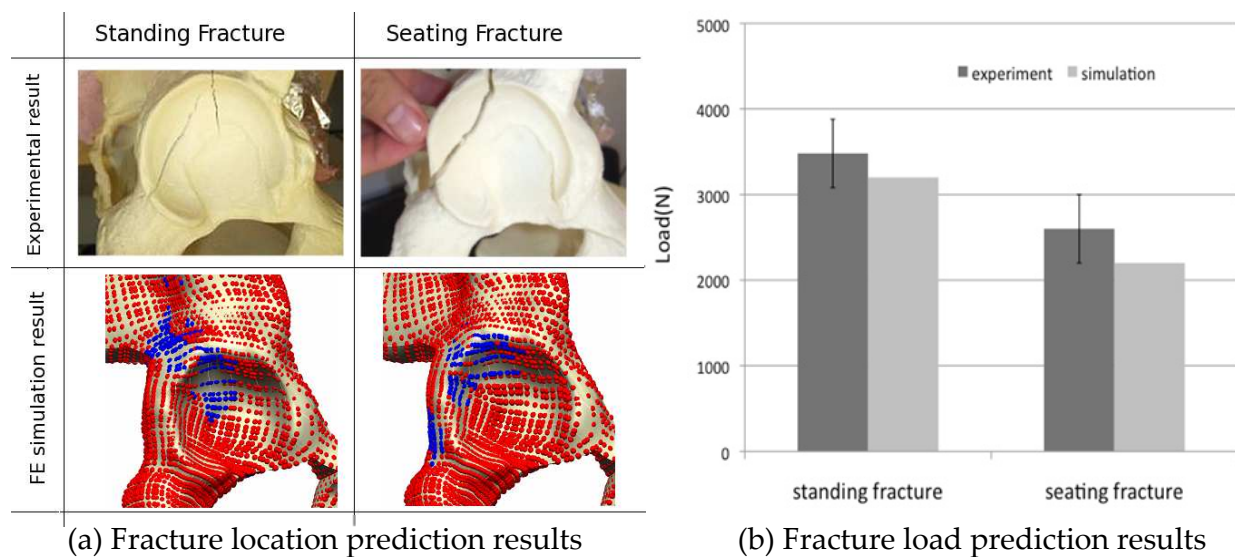 Standing Fracture
Seating Fracture
Experimental result
FE simulation result
(a) Fracture location prediction results
5000
4000
3000
2000
1000
0
Load(N)
experiment
simulation
standing fracture
seating fracture
(b) Fracture load prediction results